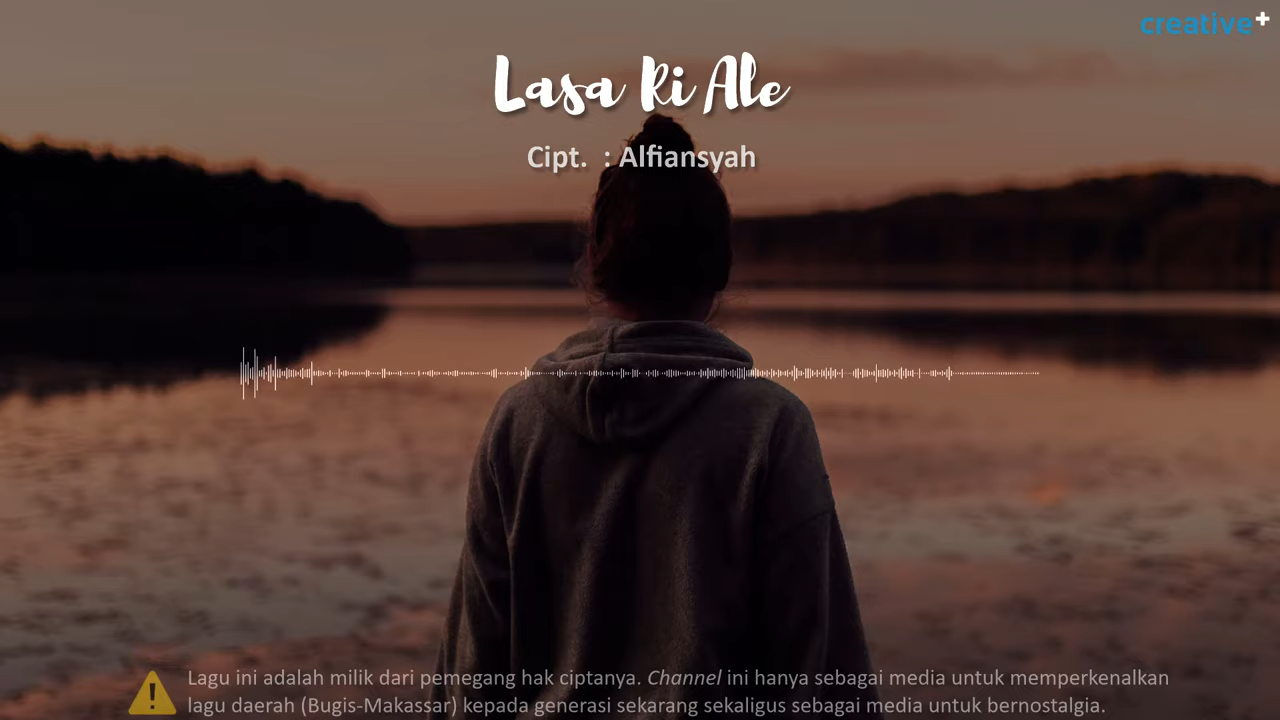 creative+
Lasa Ri Ale
Cipt. : Alfiansyah
Lagu ini adalah milik dari pemegang hak ciptanya. Channel ini hanya sebagai media untuk memperkenalkan
lagu daerah (Bugis-Makassar) kepada generasi sekarang sekaligus sebagai media untuk bernostalgia.